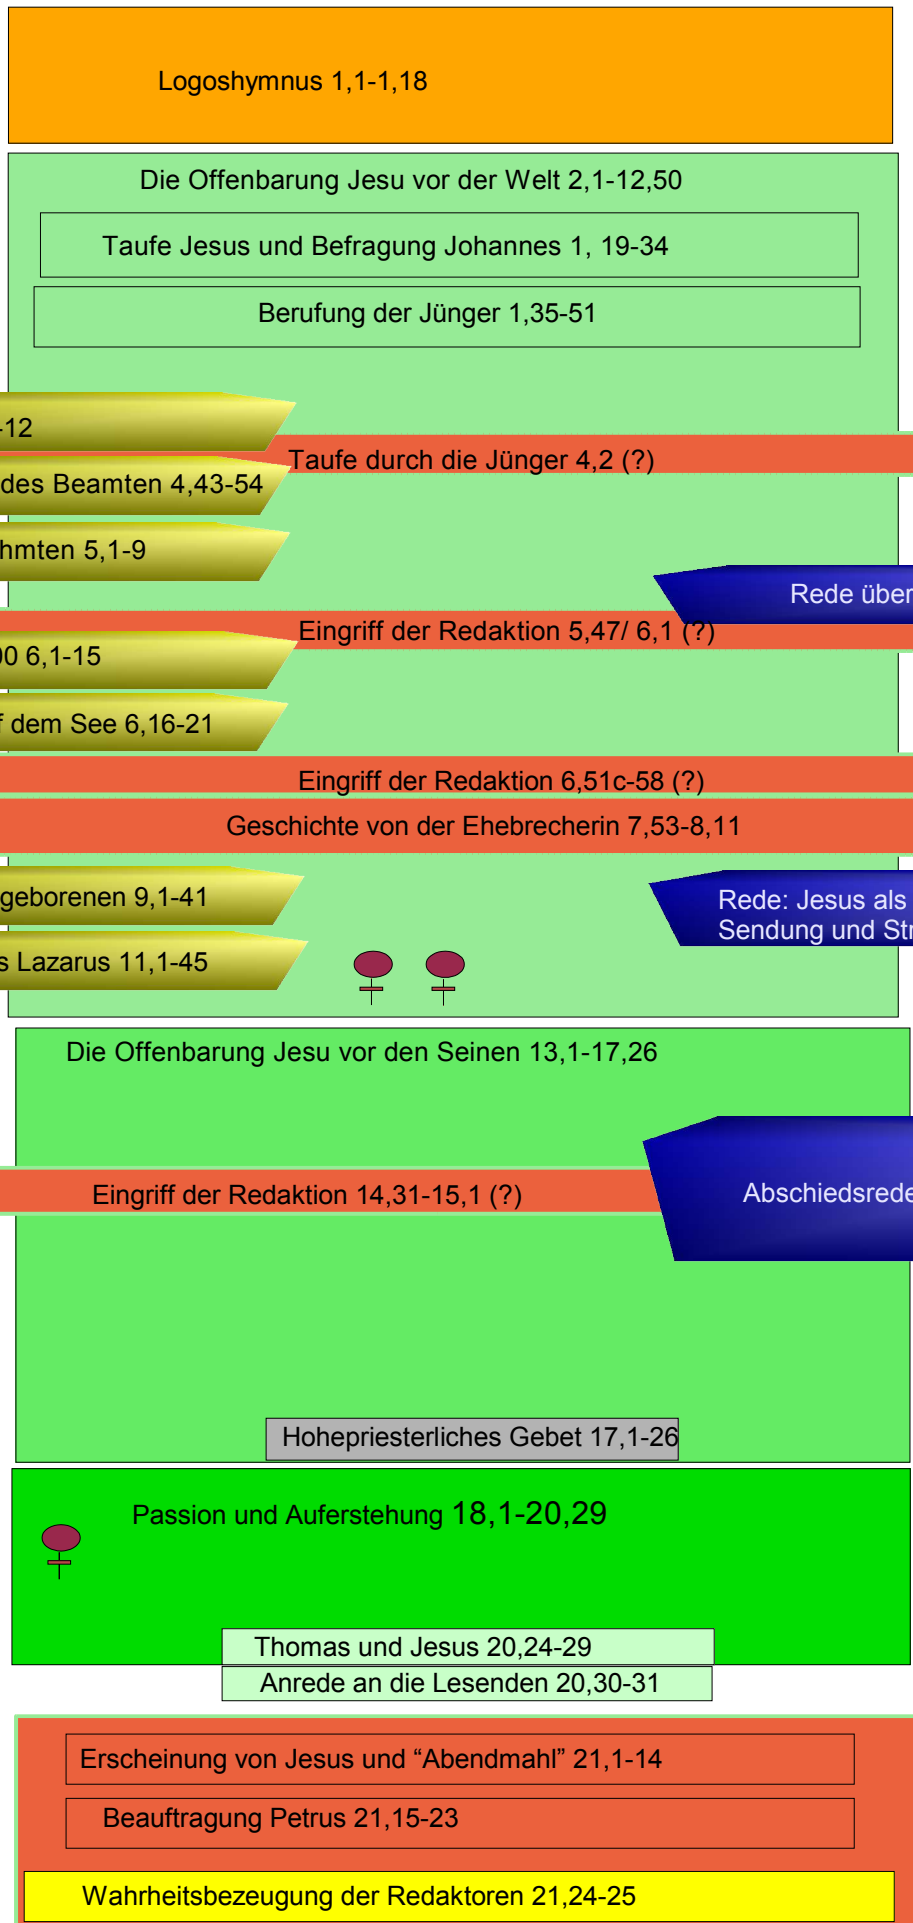 Logoshymnus 1,1-1,18
Die Offenbarung Jesu vor der Welt 2,1-12,50
Taufe Jesus und Befragung Johannes 1, 19-34
Berufung der Jünger 1,35-51
-12
Taufe durch die Jünger 4,2 (?)
des Beamten 4,43-54
hmten 5,1-9
Rede über
Eingriff der Redaktion 5,47/ 6,1 (?)
00 6,1-15
f dem See 6,16-21
Eingriff der Redaktion 6,51c-58 (?)
Geschichte von der Ehebrecherin 7,53-8,11
geborenen 9,1-41
Rede: Jesus als
Sendung und Str
s Lazarus 11,1-45
Die Offenbarung Jesu vor den Seinen 13,1-17,26
Eingriff der Redaktion 14,31-15,1 (?)
Abschiedsrede
Hohepriesterliches Gebet 17,1-26
Passion und Auferstehung 18,1-20,29
Thomas und Jesus 20,24-29
Anrede an die Lesenden 20,30-31
Erscheinung von Jesus und “Abendmahl” 21,1-14
Beauftragung Petrus 21,15-23
Wahrheitsbezeugung der Redaktoren 21,24-25